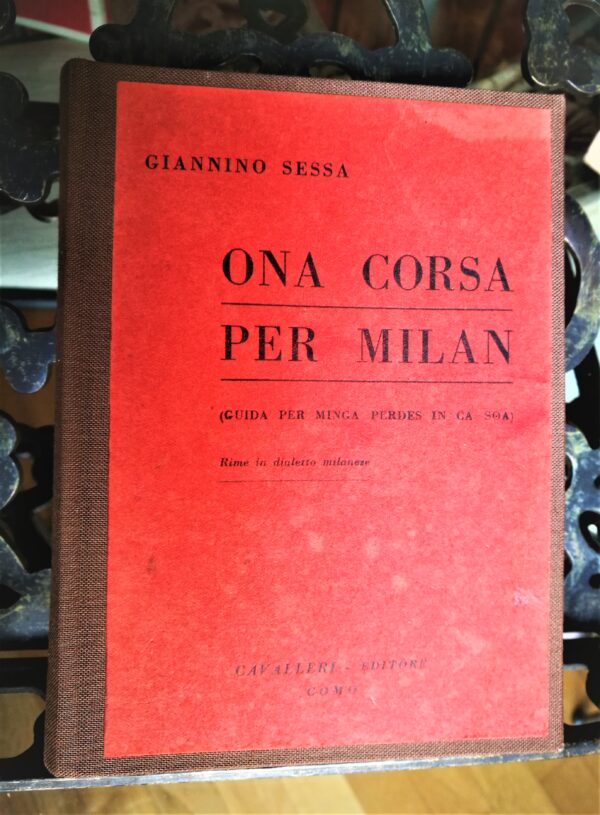 GIANNINO SESSA
ONA CORSA
PER MILAN
(GUIDA PER MINGA PERDES IN CA SOA)
Rime in dialetto milanese
CAVALLERI - EDITORE
COMO